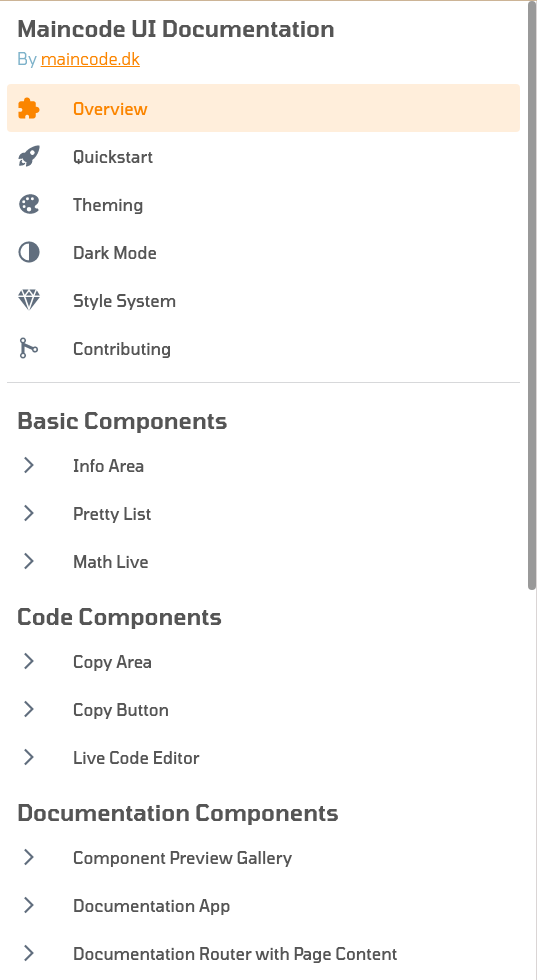 Maincode UI Documentation
By maincode.dk
Overview
Quickstart
Theming
Dark Mode
Style System
Contributing
Basic Components
Info Area
Pretty List
Math Live
Code Components
Copy Area
Copy Button
Live Code Editor
Documentation Components
Component Preview Gallery
Documentation App
Documentation Router with Page Content